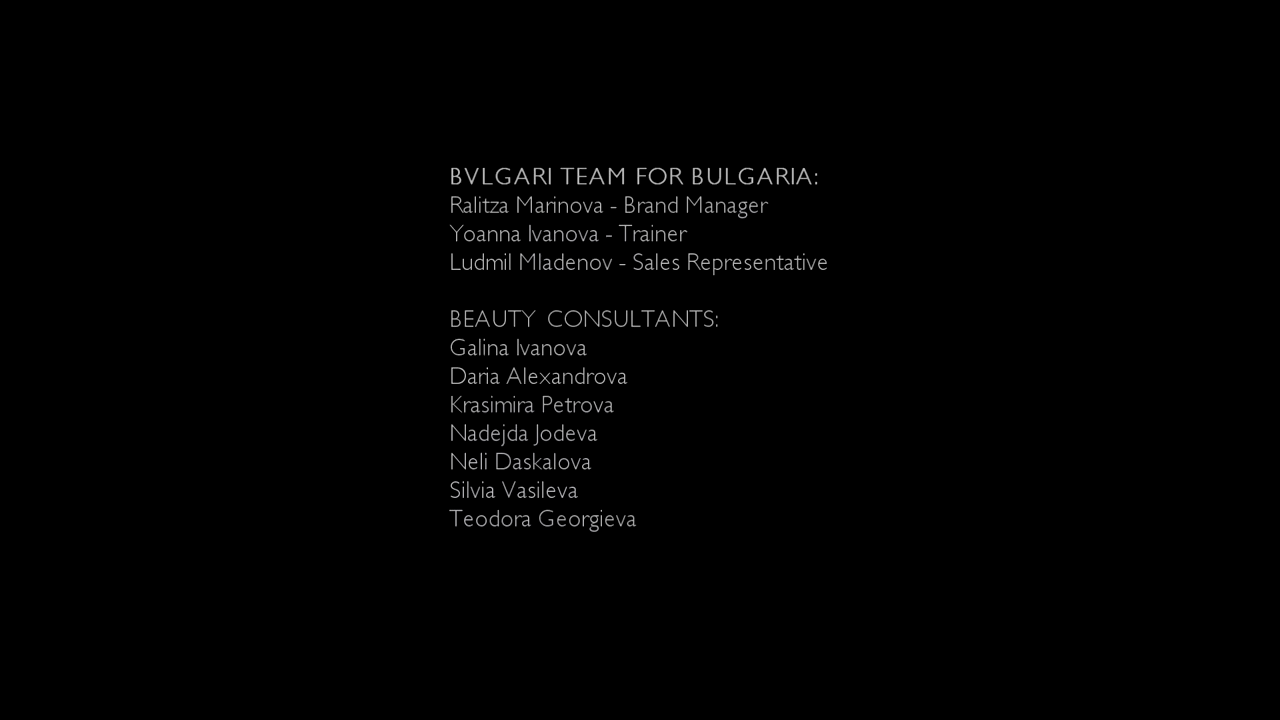 BVLGARI TEAM FOR BULGARIA:
Ralitza Marinova - Brand Manager
Yoanna Ivanova - Trainer
Ludmil Mladenov - Sales Representative
BEAUTY CONSULTANTS:
Galina Ivanova
Daria Alexandrova
Krasimira Petrova
Nadejda Jodeva
Neli Daskalova
Silvia Vasileva
Teodora Georgieva